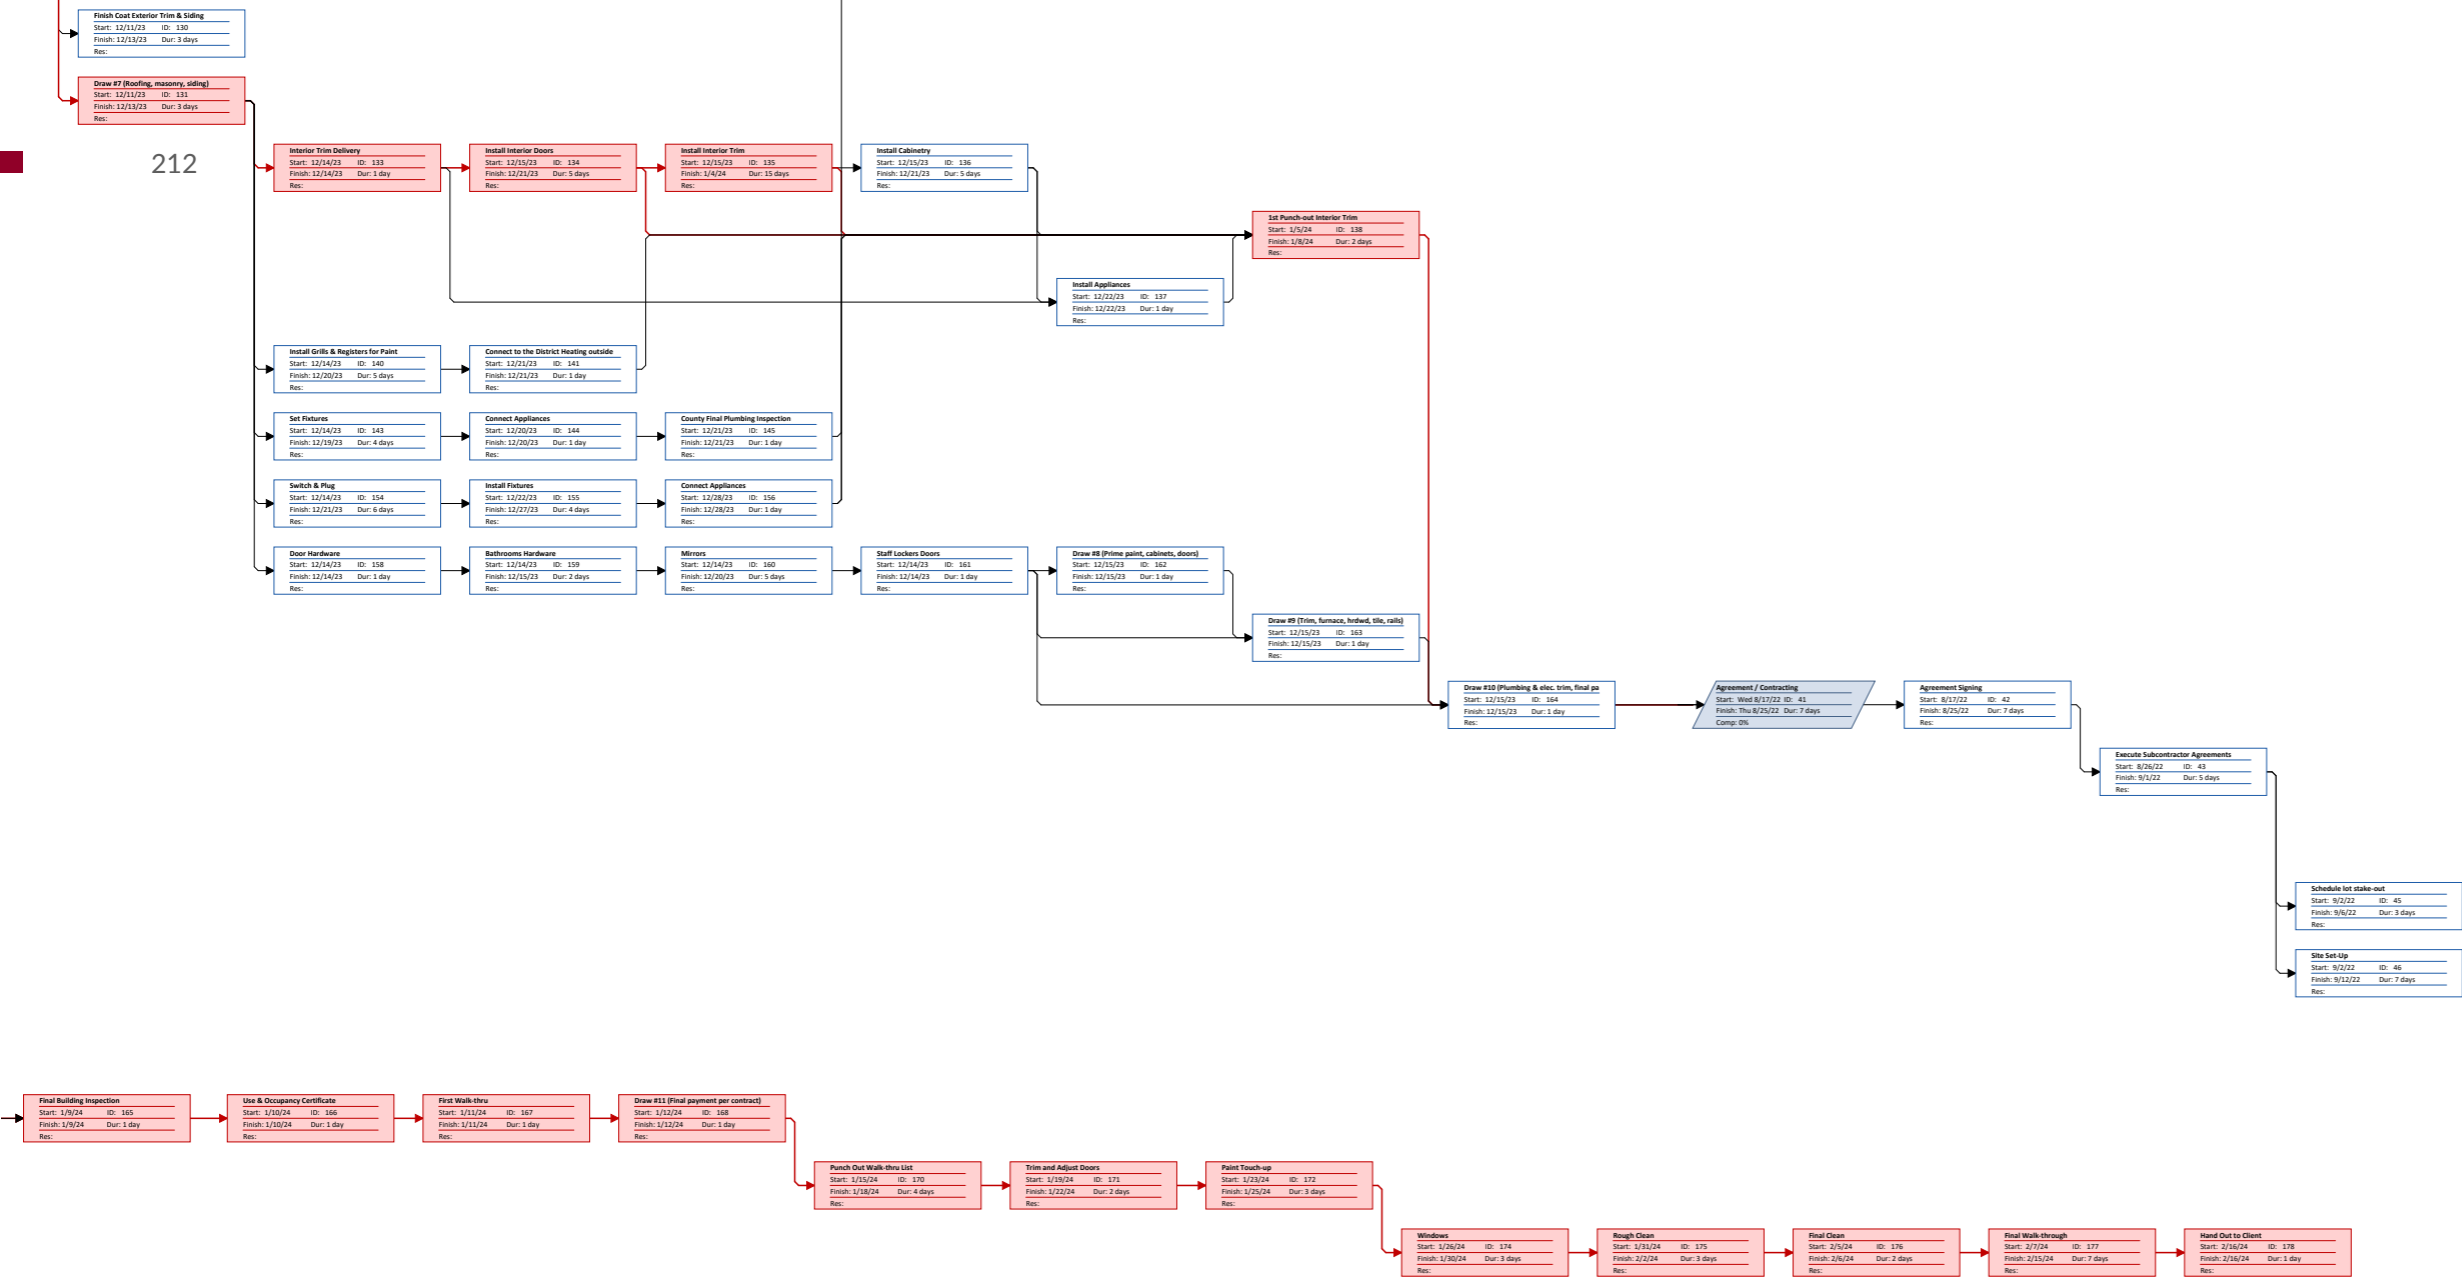 Finish Coat Exterior Trim & Siding
Start: 12/11/23 ID: 130
Finish: 12/13/23 Dur: 3 days
Res:
Draw #7 (Roofing, masonry, siding)
Start: 12/11/23 ID: 131
Finish: 12/13/23 Dur: 3 days
Res:
212
Interior Trim Delivery
Start: 12/14/23 ID: 133
Finish: 12/14/23 Dur: 1 day
Res:
Install Interior Doors
Start: 12/15/23 ID: 134
Finish: 12/21/23 Dur: 5 days
Res:
Install Interior Trim
Start: 12/15/23 ID: 135
Finish: 1/4/24 Dur: 15 days
Res:
Install Cabinetry
Start: 12/15/23 ID: 136
Finish: 12/21/23 Dur: 5 days
Res:
1st Punch-out Interior Trim
Start: 1/5/24 ID: 138
Finish: 1/8/24 Dur: 2 days
Res:
Install Appliances
Start: 12/22/23 ID: 137
Finish: 12/22/23 Dur: 1 day
Res:
Install Grills & Registers for Paint
Start: 12/14/23 ID: 140
Finish: 12/20/23 Dur: 5 days
Res:
Connect to the District Heating outside
Start: 12/21/23 ID: 141
Finish: 12/21/23 Dur: 1 day
Res:
Set Fixtures
Start: 12/14/23 ID: 143
Finish: 12/19/23 Dur: 4 days
Res:
Connect Appliances
Start: 12/20/23 ID: 144
Finish: 12/20/23 Dur: 1 day
Res:
County Final Plumbing Inspection
Start: 12/21/23 ID: 145
Finish: 12/21/23 Dur: 1 day
Res:
Switch & Plug
Start: 12/14/23 ID: 154
Finish: 12/21/23 Dur: 6 days
Res:
Install Fixtures
Start: 12/22/23 ID: 155
Finish: 12/27/23 Dur: 4 days
Res:
Connect Appliances
Start: 12/28/23 ID: 156
Finish: 12/28/23 Dur: 1 day
Res:
Door Hardware
Start: 12/14/23 ID: 158
Finish: 12/14/23 Dur: 1 day
Res:
Bathrooms Hardware
Start: 12/14/23 ID: 159
Finish: 12/15/23 Dur: 2 days
Res:
Mirrors
Start: 12/14/23 ID: 160
Finish: 12/20/23 Dur: 5 days
Res:
Staff Lockers Doors
Start: 12/14/23 ID: 161
Finish: 12/14/23 Dur: 1 day
Res:
Draw #8 (Prime paint, cabinets, doors)
Start: 12/15/23 ID: 162
Finish: 12/15/23 Dur: 1 day
Res:
Draw #9 (Trim, furnace, hrdwd, tile, rails)
Start: 12/15/23 ID: 163
Finish: 12/15/23 Dur: 1 day
Res:
Draw #10 (Plumbing & elec. trim, final pa
Start: 12/15/23 ID: 164
Finish: 12/15/23 Dur: 1 day
Res:
Agreement / Contracting
Start: Wed 8/17/22 ID: 41
Finish: Thu 8/25/22 Dur: 7 days
Comp: 0%
Agreement Signing
Start: 8/17/22 ID: 42
Finish: 8/25/22 Dur: 7 days
Res:
Execute Subcontractor Agreements
Start: 8/26/22 ID: 43
Finish: 9/1/22 Dur: 5 days
Res:
Schedule lot stake-out
Start: 9/2/22 ID: 45
Finish: 9/6/22 Dur: 3 days
Res:
Site Set-Up
Start: 9/2/22 ID: 46
Finish: 9/12/22 Dur: 7 days
Res:
Final Building Inspection
Start: 1/9/24 ID: 165
Finish: 1/9/24 Dur: 1 day
Res:
Use & Occupancy Certificate
Start: 1/10/24 ID: 166
Finish: 1/10/24 Dur: 1 day
Res:
First Walk-thru
Start: 1/11/24 ID: 167
Finish: 1/11/24 Dur: 1 day
Res:
Draw #11 (Final payment per contract)
Start: 1/12/24 ID: 168
Finish: 1/12/24 Dur: 1 day
Res:
Punch Out Walk-thru List
Start: 1/15/24 ID: 170
Finish: 1/18/24 Dur: 4 days
Res:
Trim and Adjust Doors
Start: 1/19/24 ID: 171
Finish: 1/22/24 Dur: 2 days
Res:
Paint Touch-up
Start: 1/23/24 ID: 172
Finish: 1/25/24 Dur: 3 days
Res:
Windows
Start: 1/26/24 ID: 174
Finish: 1/30/24 Dur: 3 days
Res:
Rough Clean
Start: 1/31/24 ID: 175
Finish: 2/2/24 Dur: 3 days
Res:
Final Clean
Start: 2/5/24 ID: 176
Finish: 2/6/24 Dur: 2 days
Res:
Final Walk-through
Start: 2/7/24 ID: 177
Finish: 2/15/24 Dur: 7 days
Res:
Hand Out to Client
Start: 2/16/24 ID: 178
Finish: 2/16/24 Dur: 1 day
Res: